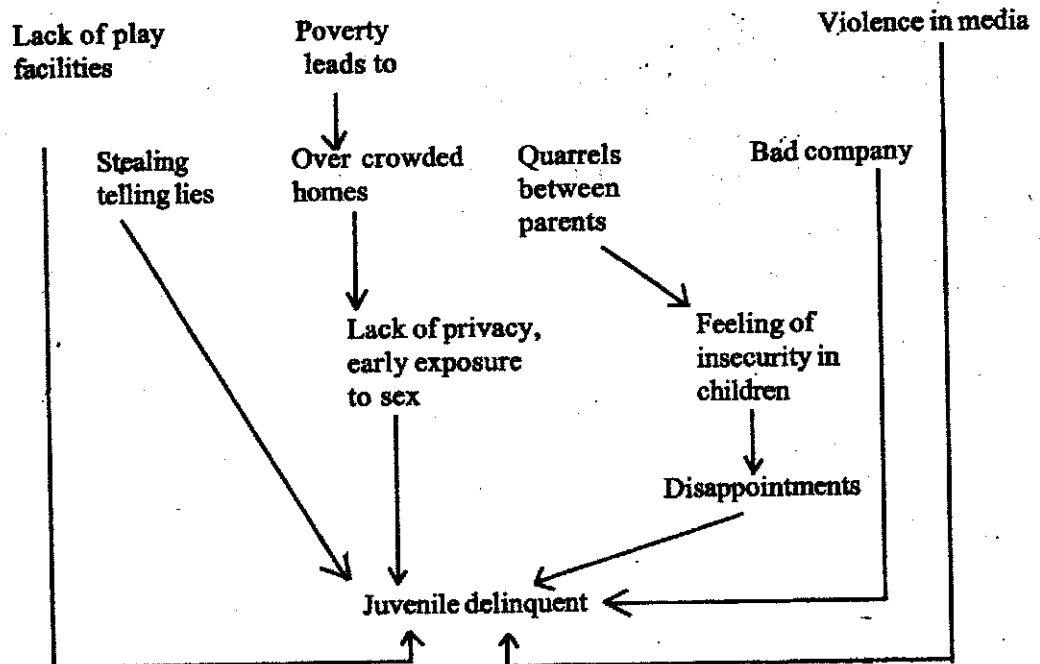 Lack of play
facilities
Poverty
leads to
Violence in media
Stealing
telling lies
Over crowded
homes
Quarrels
between
parents
Bad company
Lack of privacy,
early exposure
to sex
Feeling of
insecurity in
children
Disappointments
Juvenile delinquent